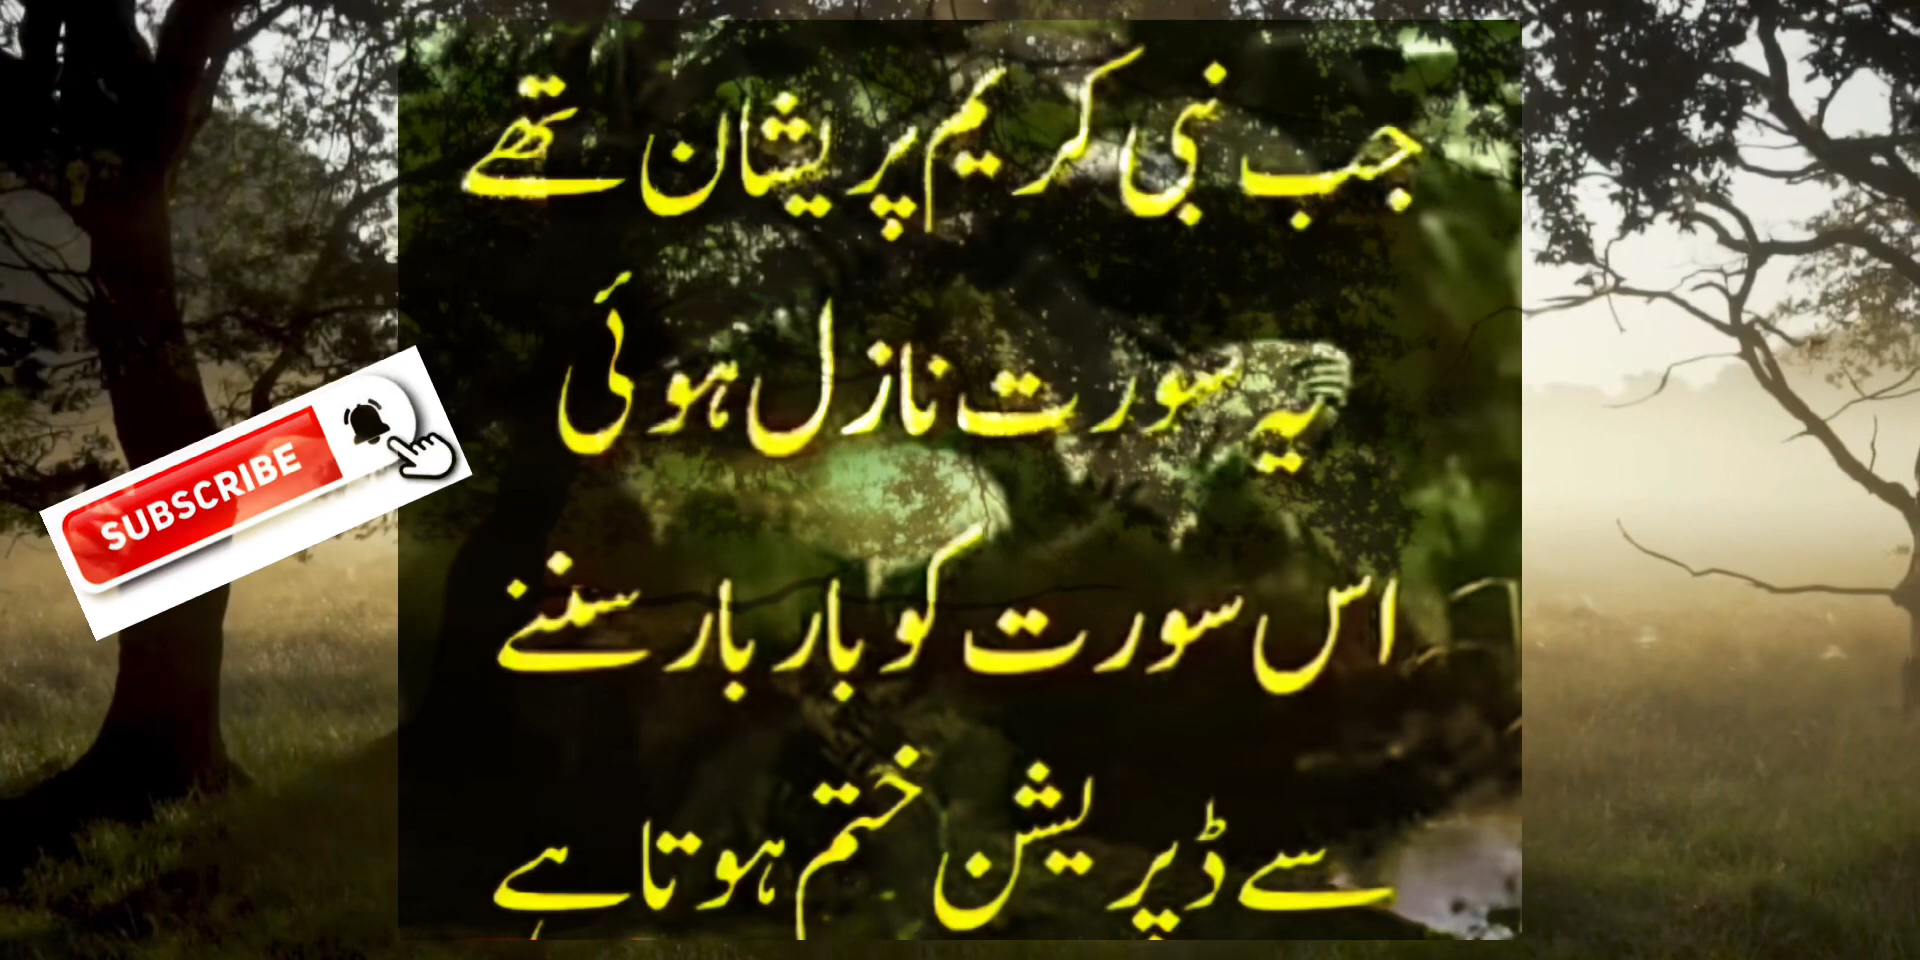 جب نبی کریم پریشان تھے
یہ سورت نازل ہوئی
SUBSCRIBE
اس سورت کو بار بار سننے
سے ڈپریشن ختم ہوتا ہے